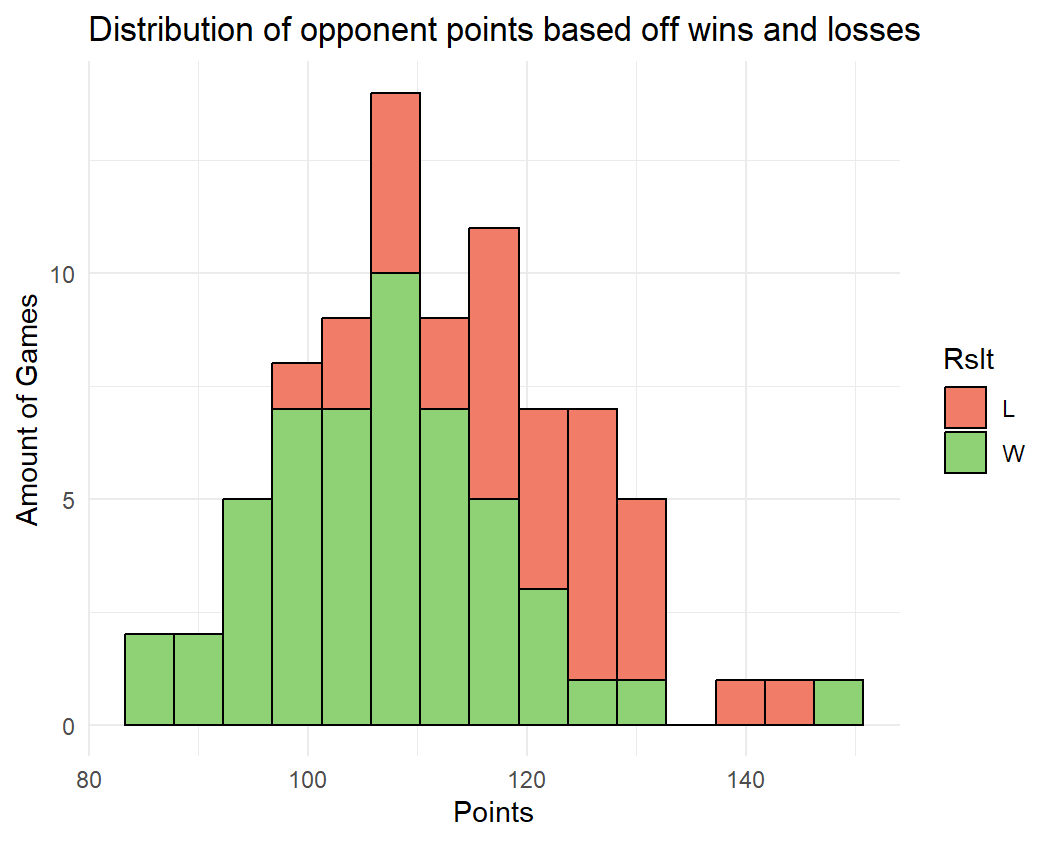 Distribution of opponent points based off wins and losses
Amount of Games
10
5
0
80
100
120
140
Points
Rslt
L
W